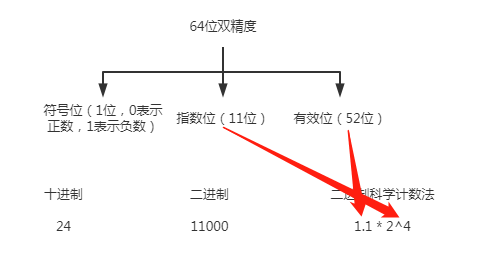 64位双精度
符号位（1位，0表示
正数，1表示负数）
指数位（11位）
有效位（52位）
十进制
二进制
二进制科学计数法
24
11000
1.1 * 2^4